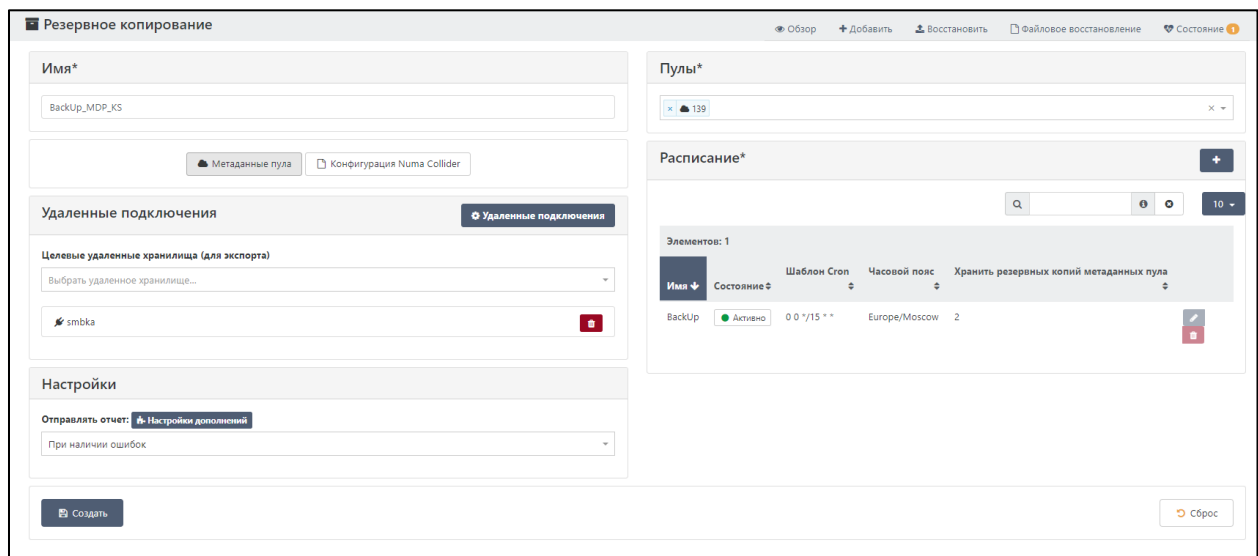 Резервное копирование
Обзор
Добавить
Восстановить
Файловое восстановление
Состояние 1
Имя*
BackUp_MDP_KS
Метаданные пула
Конфигурация Numa Collider
Удаленные подключения
Удаленные подключения
Целевые удаленные хранилища (для экспорта)
Выбрать удаленное хранилище...
smbka
Настройки
Отправлять отчет: Настройки дополнений
При наличии ошибок
Создать
Пулы*
× 139
Расписание*
10
Элементов: 1
Имя Состояние Шаблон Cron Часовой пояс Хранить резервных копий метаданных пула
BackUp Активно 0 0 */15 * * Europe/Moscow 2
Сброс